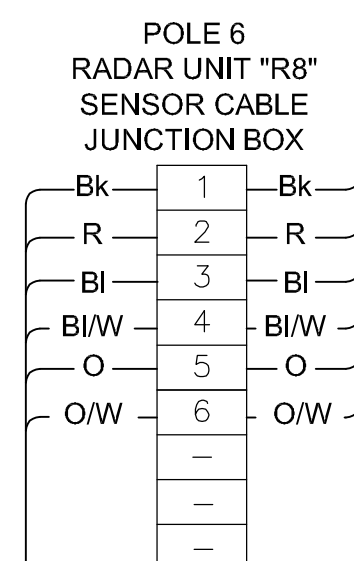 POLE 6
RADAR UNIT "R8"
SENSOR CABLE
JUNCTION BOX
Bk 1 Bk
R 2 R
Bl 3 Bl
Bl/W 4 Bl/W
O 5 O
O/W 6 O/W
–
–
–